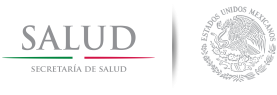 SALUD
SECRETARÍA DE SALUD
ESTADOS UNIDOS MEXICANOS